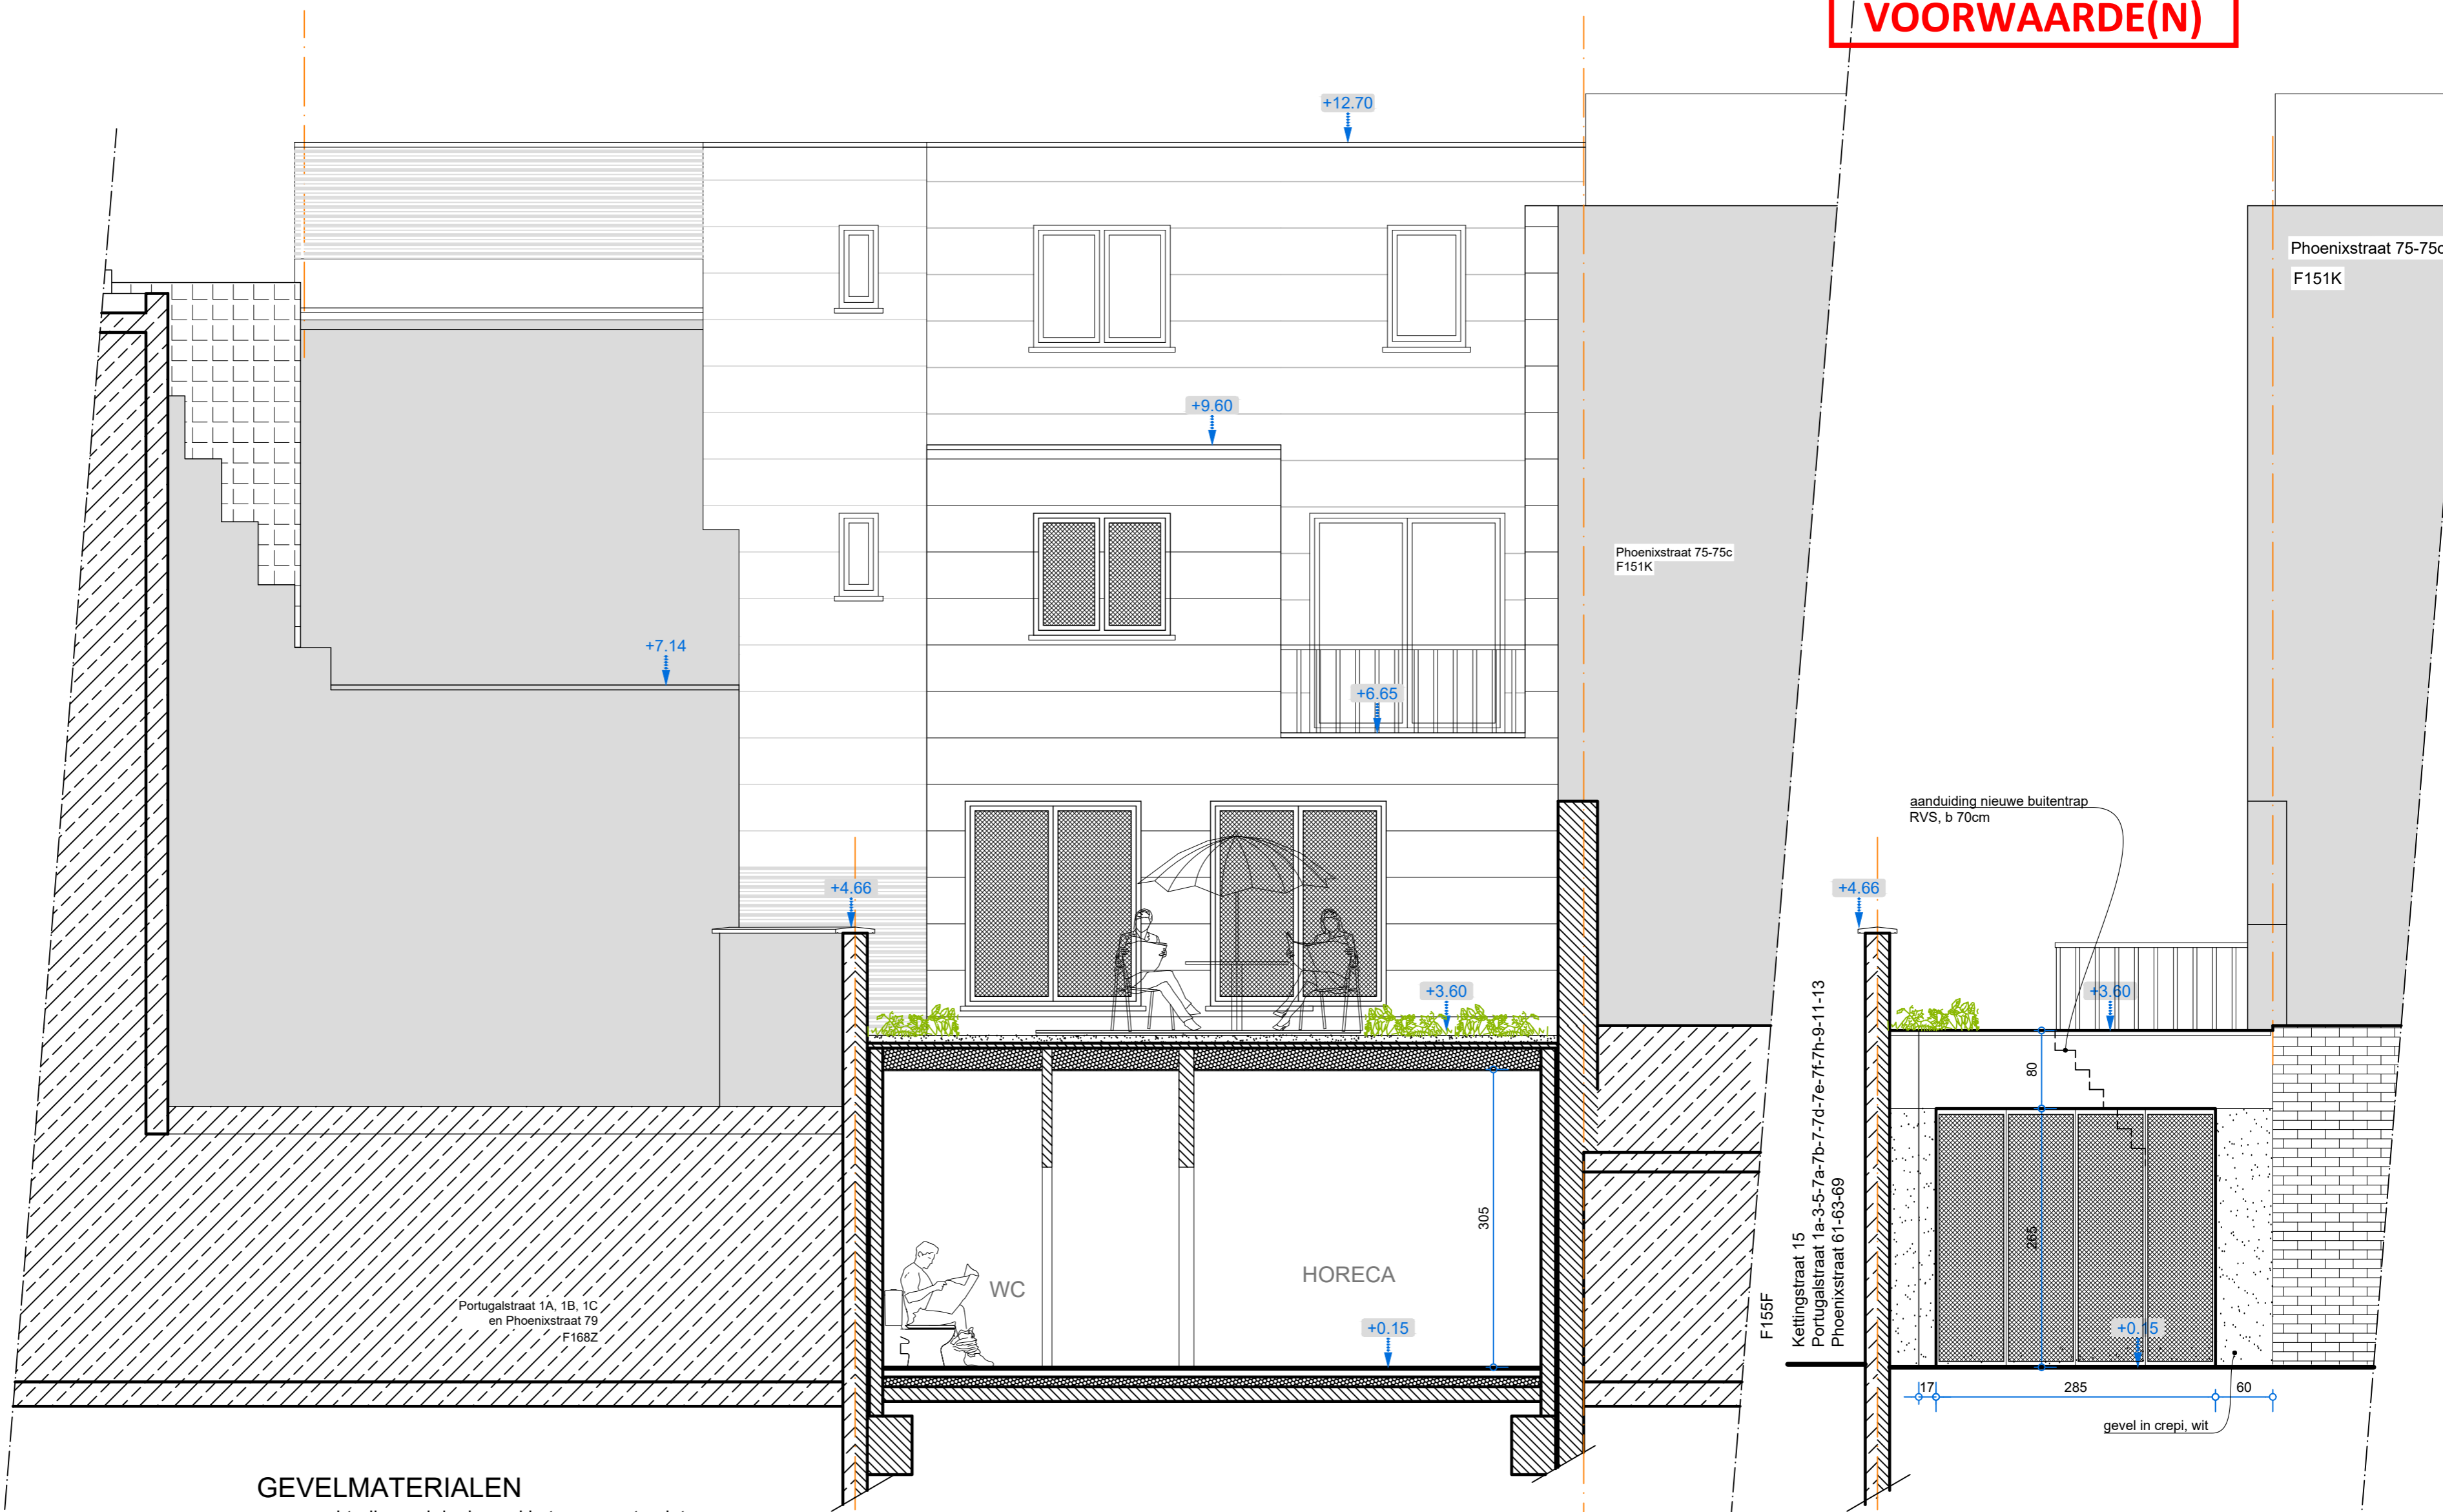 VOORWAARDE(N)
+12.70
Phoenixstraat 75-75c
F151K
+9.60
Phoenixstraat 75-75c
F151K
+7.14
+6.65
aanduiding nieuwe buitentrap
RVS, b 70cm
+4.66
+4.66
+3.60
+3.60
80
305
265
WC
HORECA
Portugalstraat 1A, 1B, 1C
en Phoenixstraat 79
F168Z
+0.15
+0.15
F155F
Kettingstraat 15
Portugalstraat 1a-3-5-7a-7b-7-7d-7e-7f-7h-9-11-13
Phoenixstraat 61-63-69
17
285
60
gevel in crepi, wit
GEVELMATERIALEN